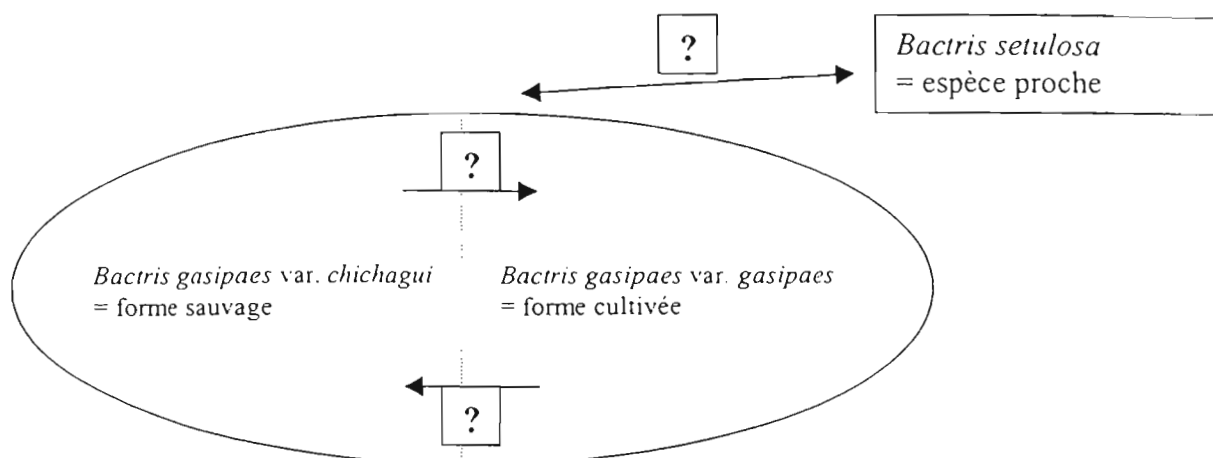 ?
Bactris setulosa
= espèce proche
?
Bactris gasipaes var. chichagui
= forme sauvage
Bactris gasipaes var. gasipaes
= forme cultivée
?